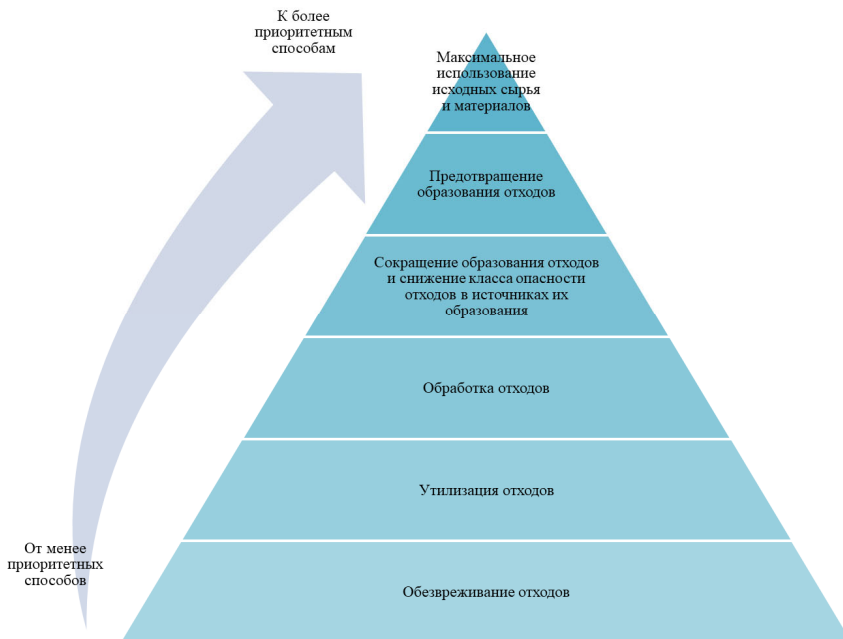 К более
приоритетным
способам
Максимальное
использование
исходных сырья
и материалов
Предотвращение
образования отходов
Сокращение образования отходов
и снижение класса опасности
отходов в источниках их
образования
Обработка отходов
Утилизация отходов
От менее
приоритетных
способов
Обезвреживание отходов